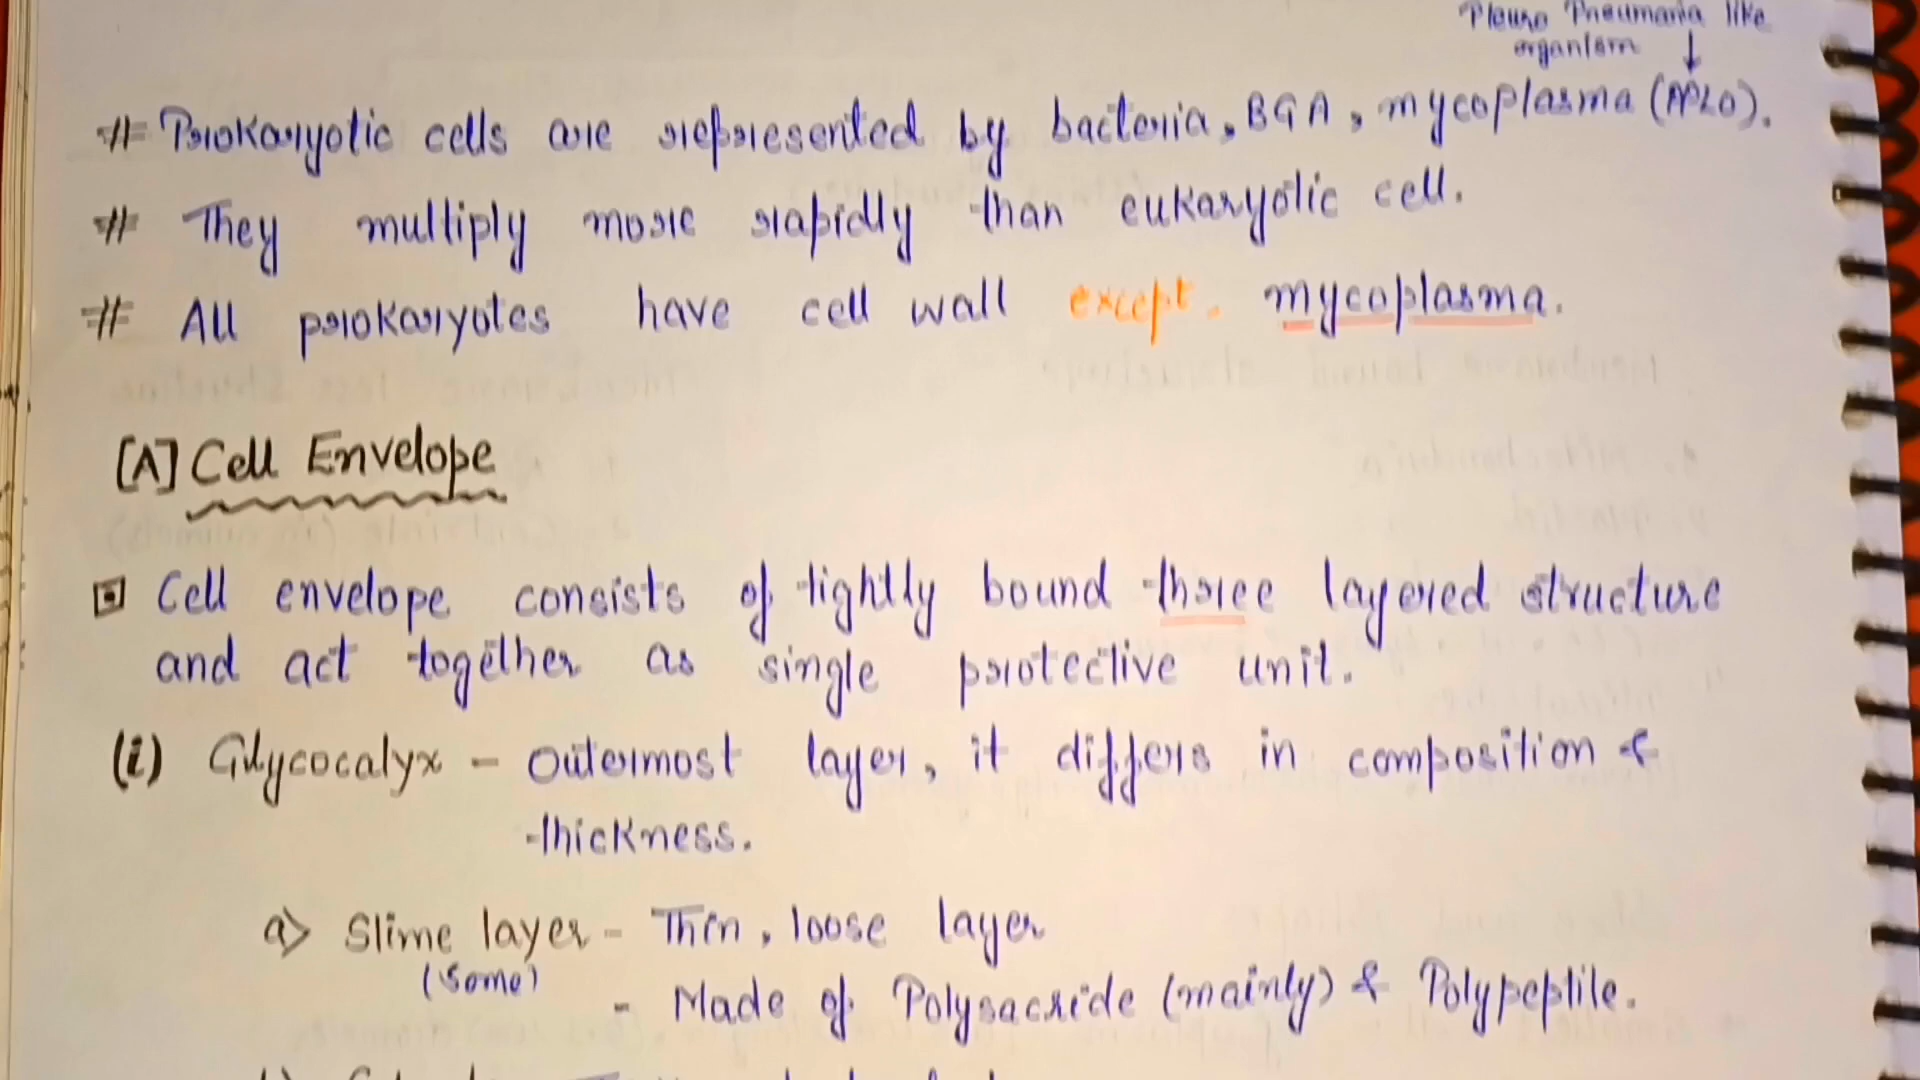 Pleuro Pneumonia like
organism ↓
# Prokaryotic cells are represented by bacteria, BGA, mycoplasma (PPLO).
# They multiply more rapidly than eukaryotic cell.
# All prokaryotes have cell wall except. mycoplasma.
[A] Cell Envelope
Cell envelope consists of tightly bound three layered structure
and act together as single protective unit.
(i) Glycocalyx - Outermost layer, it differs in composition &
thickness.
a) Slime layer - Thin, loose layer
(Some)
- Made of Polysacride (mainly) & Polypeptile.